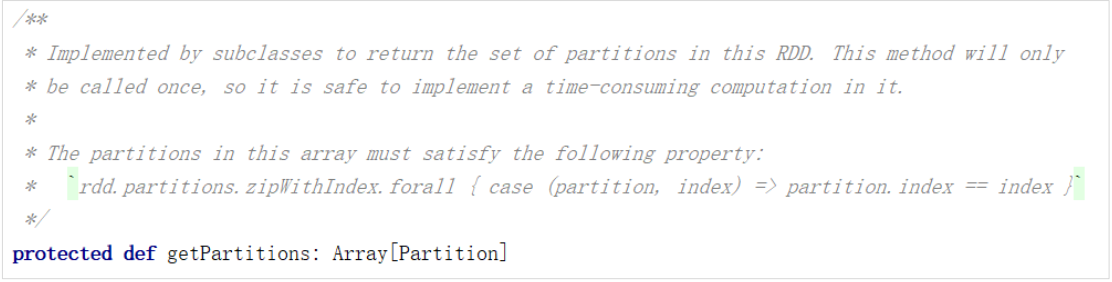 /**
* Implemented by subclasses to return the set of partitions in this RDD. This method will only
* be called once, so it is safe to implement a time-consuming computation in it.
*
* The partitions in this array must satisfy the following property:
*   `rdd.partitions.zipWithIndex.forall { case (partition, index) => partition.index == index }`
*/
protected def getPartitions: Array[Partition]